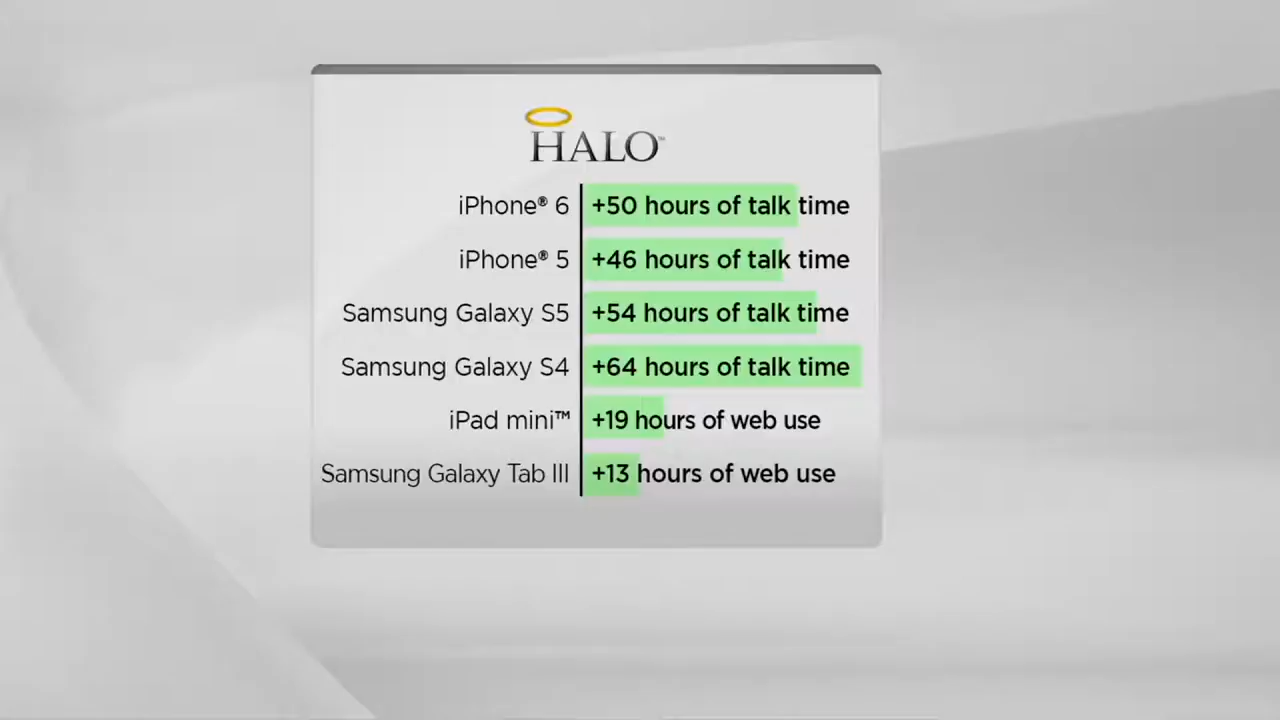 HALO™
iPhone® 6 +50 hours of talk time
iPhone® 5 +46 hours of talk time
Samsung Galaxy S5 +54 hours of talk time
Samsung Galaxy S4 +64 hours of talk time
iPad mini™ +19 hours of web use
Samsung Galaxy Tab III +13 hours of web use